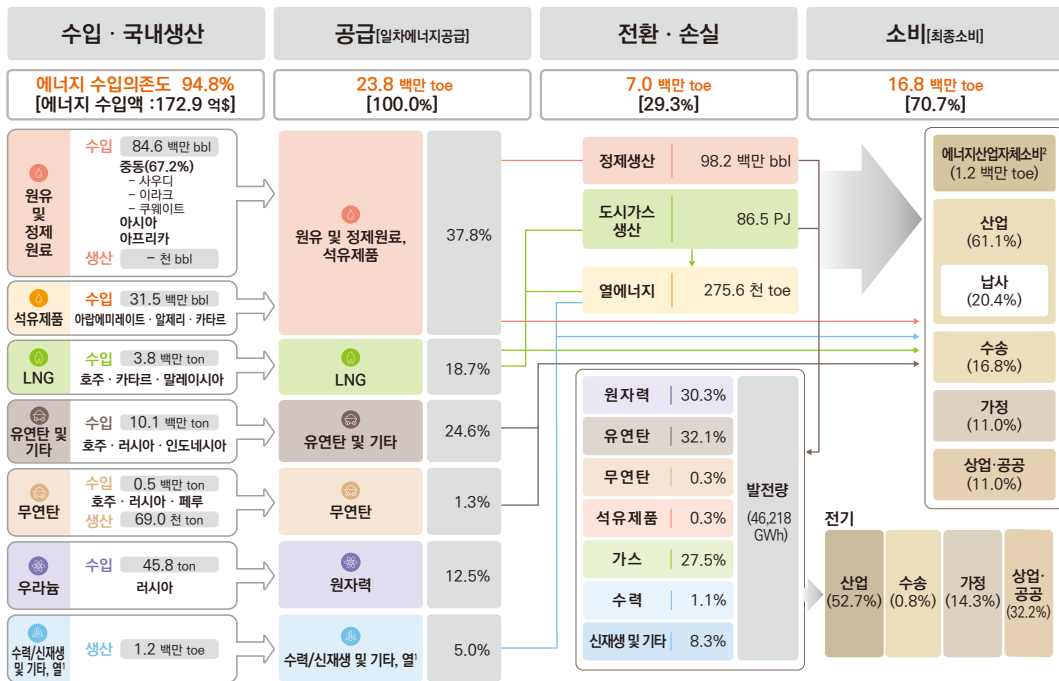 수입 · 국내생산
공급[일차에너지공급]
전환 · 손실
소비[최종소비]
에너지 수입의존도 94.8%
[에너지 수입액 :172.9 억$]
23.8 백만 toe
[100.0%]
7.0 백만 toe
[29.3%]
16.8 백만 toe
[70.7%]
원유
및
정제
원료
수입 84.6 백만 bbl
중동(67.2%)
– 사우디
– 이라크
– 쿠웨이트
아시아
아프리카
생산 – 천 bbl
석유제품
수입 31.5 백만 bbl
아랍에미레이트 · 알제리 · 카타르
LNG
수입 3.8 백만 ton
호주 · 카타르 · 말레이시아
유연탄 및
기타
수입 10.1 백만 ton
호주 · 러시아 · 인도네시아
무연탄
수입 0.5 백만 ton
호주 · 러시아 · 페루
생산 69.0 천 ton
우라늄
수입 45.8 ton
러시아
수력/신재생
및 기타, 열¹
생산 1.2 백만 toe
원유 및 정제원료,
석유제품
37.8%
LNG
18.7%
유연탄 및 기타
24.6%
무연탄
1.3%
원자력
12.5%
수력/신재생 및 기타, 열¹
5.0%
정제생산 98.2 백만 bbl
도시가스
생산
86.5 PJ
열에너지 275.6 천 toe
원자력 30.3%
유연탄 32.1%
무연탄 0.3%
석유제품 0.3%
가스 27.5%
수력 1.1%
신재생 및 기타 8.3%
발전량
(46,218
GWh)
에너지산업자체소비²
(1.2 백만 toe)
산업
(61.1%)
납사
(20.4%)
수송
(16.8%)
가정
(11.0%)
상업·공공
(11.0%)
전기
산업
(52.7%)
수송
(0.8%)
가정
(14.3%)
상업·
공공
(32.2%)